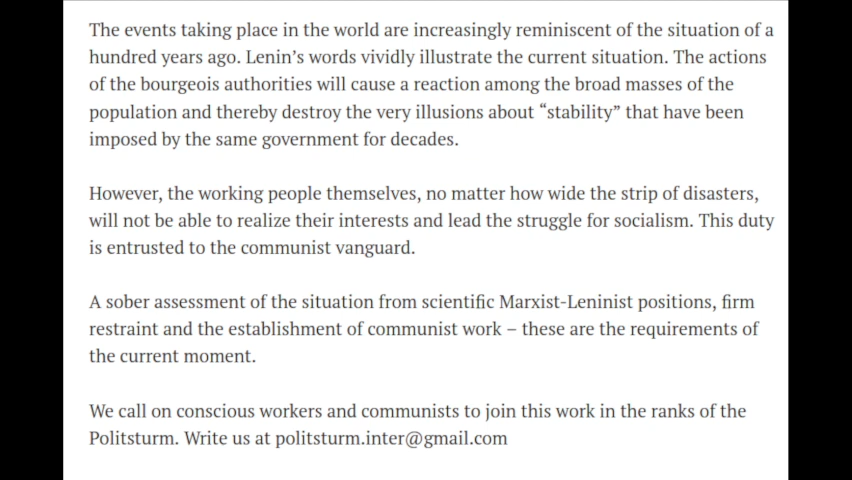 The events taking place in the world are increasingly reminiscent of the situation of a
hundred years ago. Lenin’s words vividly illustrate the current situation. The actions
of the bourgeois authorities will cause a reaction among the broad masses of the
population and thereby destroy the very illusions about “stability” that have been
imposed by the same government for decades.
However, the working people themselves, no matter how wide the strip of disasters,
will not be able to realize their interests and lead the struggle for socialism. This duty
is entrusted to the communist vanguard.
A sober assessment of the situation from scientific Marxist-Leninist positions, firm
restraint and the establishment of communist work – these are the requirements of
the current moment.
We call on conscious workers and communists to join this work in the ranks of the
Politsturm. Write us at politsturm.inter@gmail.com